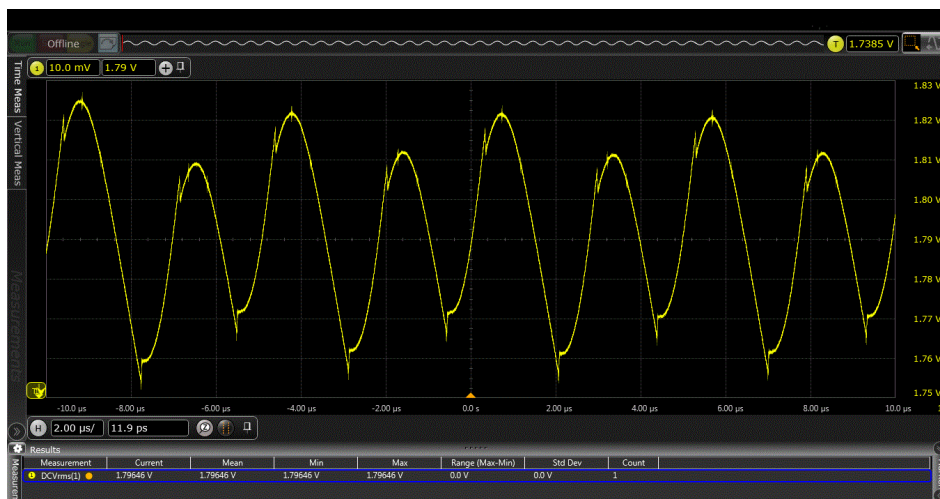 Offline
T 1.7385 V
Time Meas
Vertical Meas
Measurements
1 10.0 mV 1.79 V
1.83 V
1.82 V
1.81 V
1.80 V
1.79 V
1.78 V
1.77 V
1.76 V
1.75 V
-10.0 µs -8.00 µs -6.00 µs -4.00 µs -2.00 µs 0.0 s 2.00 µs 4.00 µs 6.00 µs 8.00 µs 10.0 µs
H 2.00 µs/ 11.9 ps
Results
Measurement Current Mean Min Max Range (Max-Min) Std Dev Count
1 DCVrms(1) 1.79646 V 1.79646 V 1.79646 V 1.79646 V 0.0 V 0.0 V 1